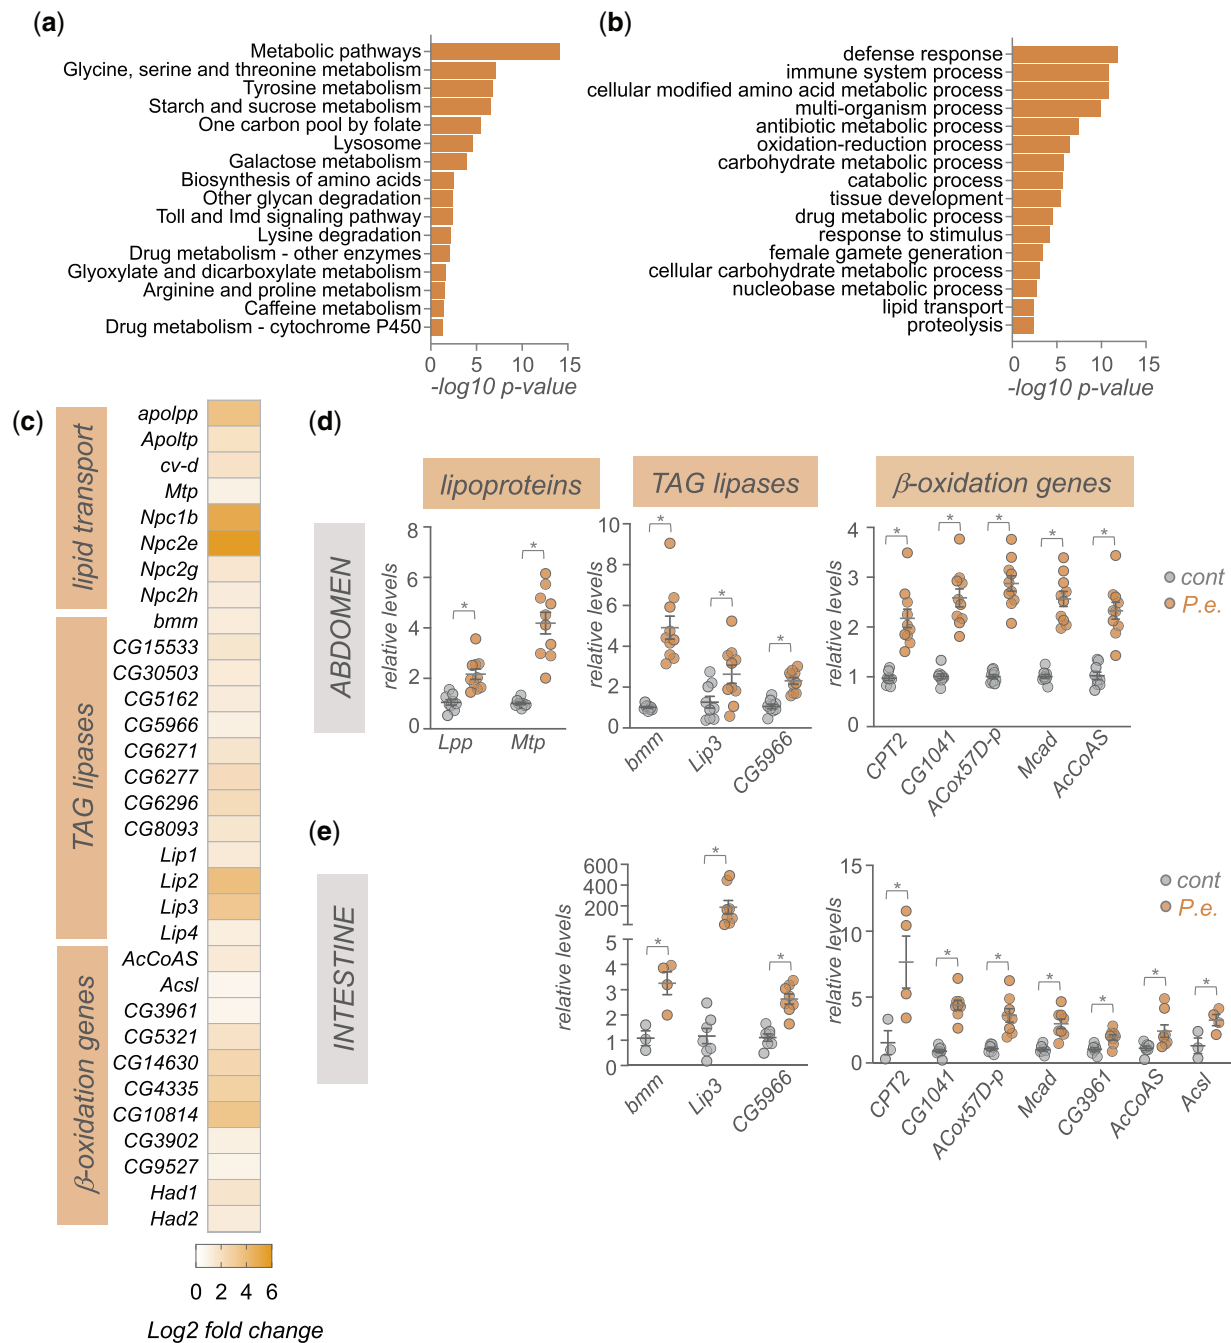 (a)
Metabolic pathways
Glycine, serine and threonine metabolism
Tyrosine metabolism
Starch and sucrose metabolism
One carbon pool by folate
Lysosome
Galactose metabolism
Biosynthesis of amino acids
Other glycan degradation
Toll and Imd signaling pathway
Lysine degradation
Drug metabolism - other enzymes
Glyoxylate and dicarboxylate metabolism
Arginine and proline metabolism
Caffeine metabolism
Drug metabolism - cytochrome P450
0 5 10 15
-log10 p-value
(b)
defense response
immune system process
cellular modified amino acid metabolic process
multi-organism process
antibiotic metabolic process
oxidation-reduction process
carbohydrate metabolic process
catabolic process
tissue development
drug metabolic process
response to stimulus
female gamete generation
cellular carbohydrate metabolic process
nucleobase metabolic process
lipid transport
proteolysis
0 5 10 15
-log10 p-value
(c)
lipid transport
apolpp
Apoltp
cv-d
Mtp
Npc1b
Npc2e
Npc2g
Npc2h
TAG lipases
bmm
CG15533
CG30503
CG5162
CG5966
CG6271
CG6277
CG6296
CG8093
Lip1
Lip2
Lip3
Lip4
β-oxidation genes
AcCoAS
Acsl
CG3961
CG5321
CG14630
CG4335
CG10814
CG3902
CG9527
Had1
Had2
0 2 4 6
Log2 fold change
(d)
lipoproteins
TAG lipases
β-oxidation genes
ABDOMEN
relative levels
8
6
4
2
0
* *
Lpp Mtp
relative levels
10
8
6
4
2
0
* * *
bmm Lip3 CG5966
relative levels
4
3
2
1
0
* * * * *
CPT2 CG1041 ACox57D-p Mcad AcCoAS
cont
P.e.
(e)
INTESTINE
relative levels
600
400
200
5
4
3
2
1
0
* * *
bmm Lip3 CG5966
relative levels
15
10
5
0
* * * * * * *
CPT2 CG1041 ACox57D-p Mcad CG3961 AcCoAS Acsl
cont
P.e.